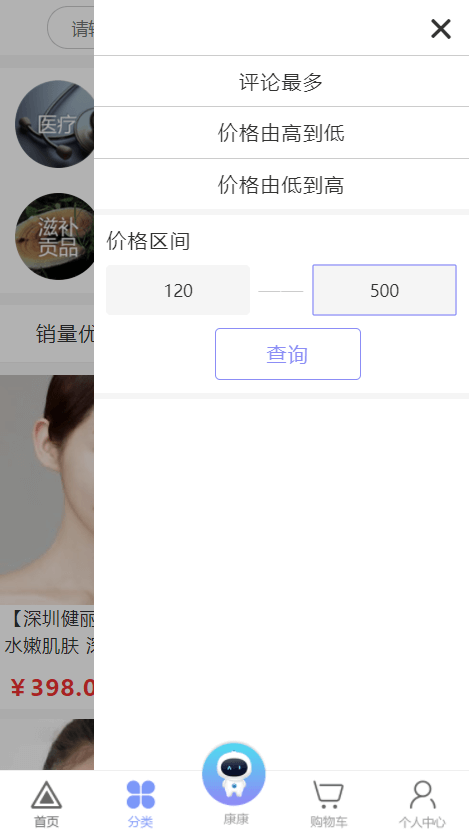 请输
评论最多
价格由高到低
价格由低到高
价格区间
120
500
查询
医疗
滋补
贡品
销量优
【深圳健丽
水嫩肌肤
￥398.0
首页
分类
康康
购物车
个人中心